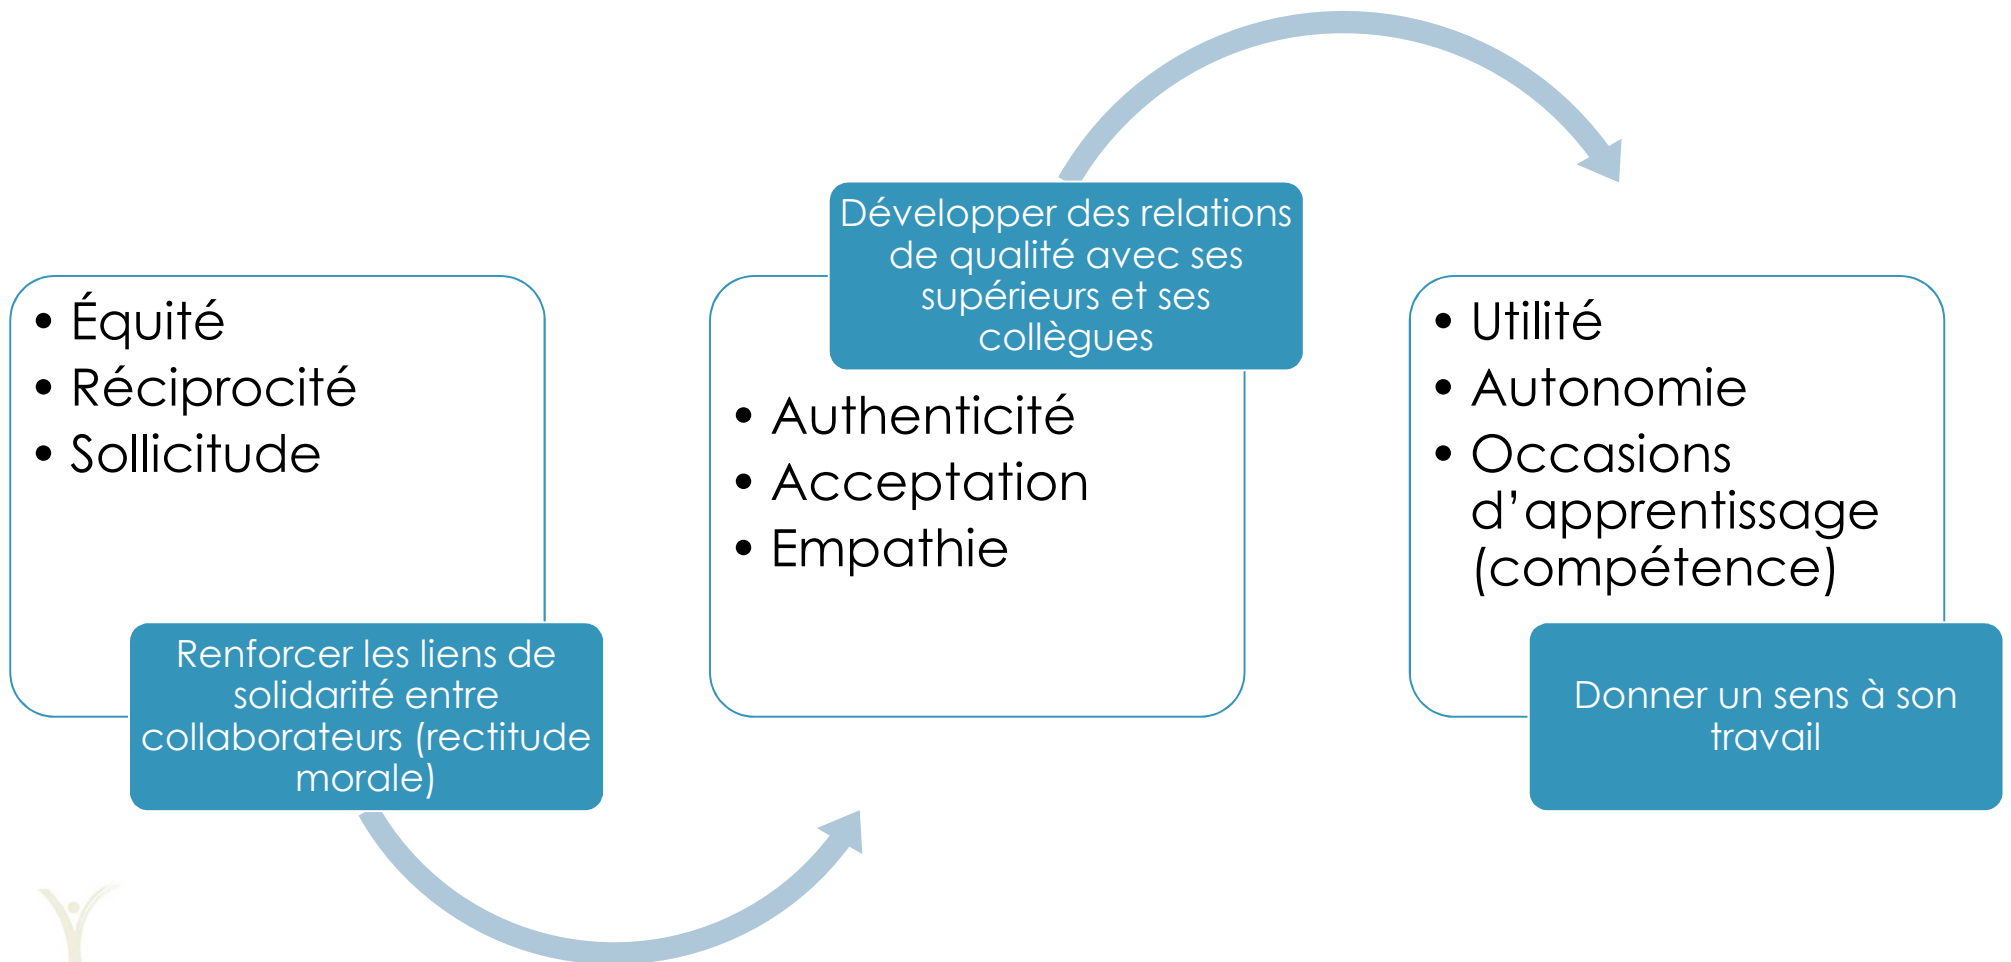 • Équité
• Réciprocité
• Sollicitude
Renforcer les liens de
solidarité entre
collaborateurs (rectitude
morale)
Développer des relations
de qualité avec ses
supérieurs et ses
collègues
• Authenticité
• Acceptation
• Empathie
• Utilité
• Autonomie
• Occasions
d’apprentissage
(compétence)
Donner un sens à son
travail